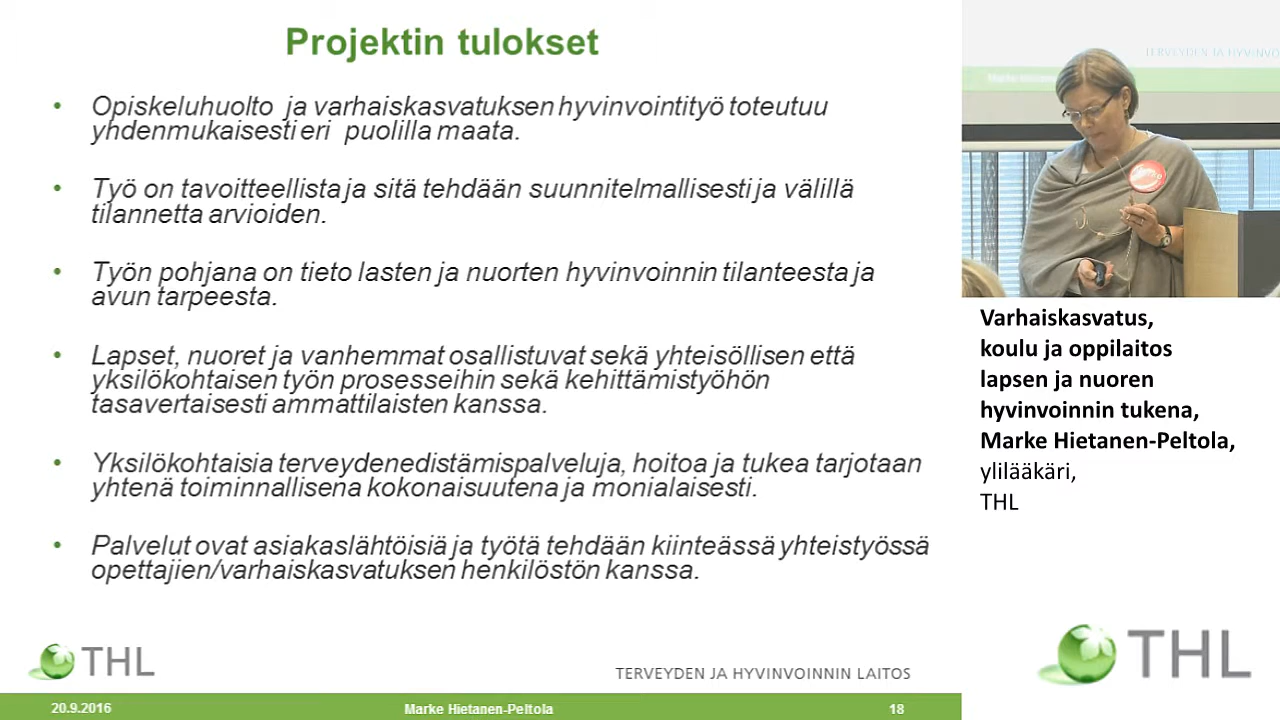 Projektin tulokset
• Opiskeluhuolto ja varhaiskasvatuksen hyvinvointityö toteutuu
yhdenmukaisesti eri puolilla maata.
• Työ on tavoitteellista ja sitä tehdään suunnitelmallisesti ja välillä
tilannetta arvioiden.
• Työn pohjana on tieto lasten ja nuorten hyvinvoinnin tilanteesta ja
avun tarpeesta.
• Lapset, nuoret ja vanhemmat osallistuvat sekä yhteisöllisen että
yksilökohtaisen työn prosesseihin sekä kehittämistyöhön
tasavertaisesti ammattilaisten kanssa.
• Yksilökohtaisia terveydenedistämispalveluja, hoitoa ja tukea tarjotaan
yhtenä toiminnallisena kokonaisuutena ja monialaisesti.
• Palvelut ovat asiakaslähtöisiä ja työtä tehdään kiinteässä yhteistyössä
opettajien/varhaiskasvatuksen henkilöstön kanssa.
THL
TERVEYDEN JA HYVINVOINNIN LAITOS
20.9.2016
Marke Hietanen-Peltola
18
TERVEYDEN JA HYVINVO
Varhaiskasvatus,
koulu ja oppilaitos
lapsen ja nuoren
hyvinvoinnin tukena,
Marke Hietanen-Peltola,
ylilääkäri,
THL
THL